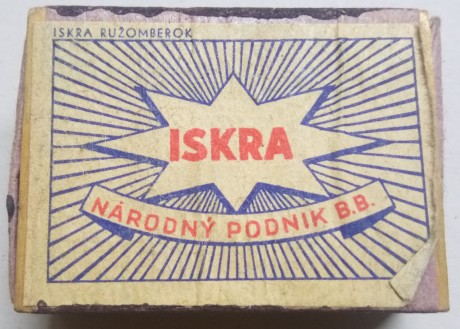 ISKRA RUŽOMBEROK
ISKRA
NÁRODNÝ PODNIK B.B.